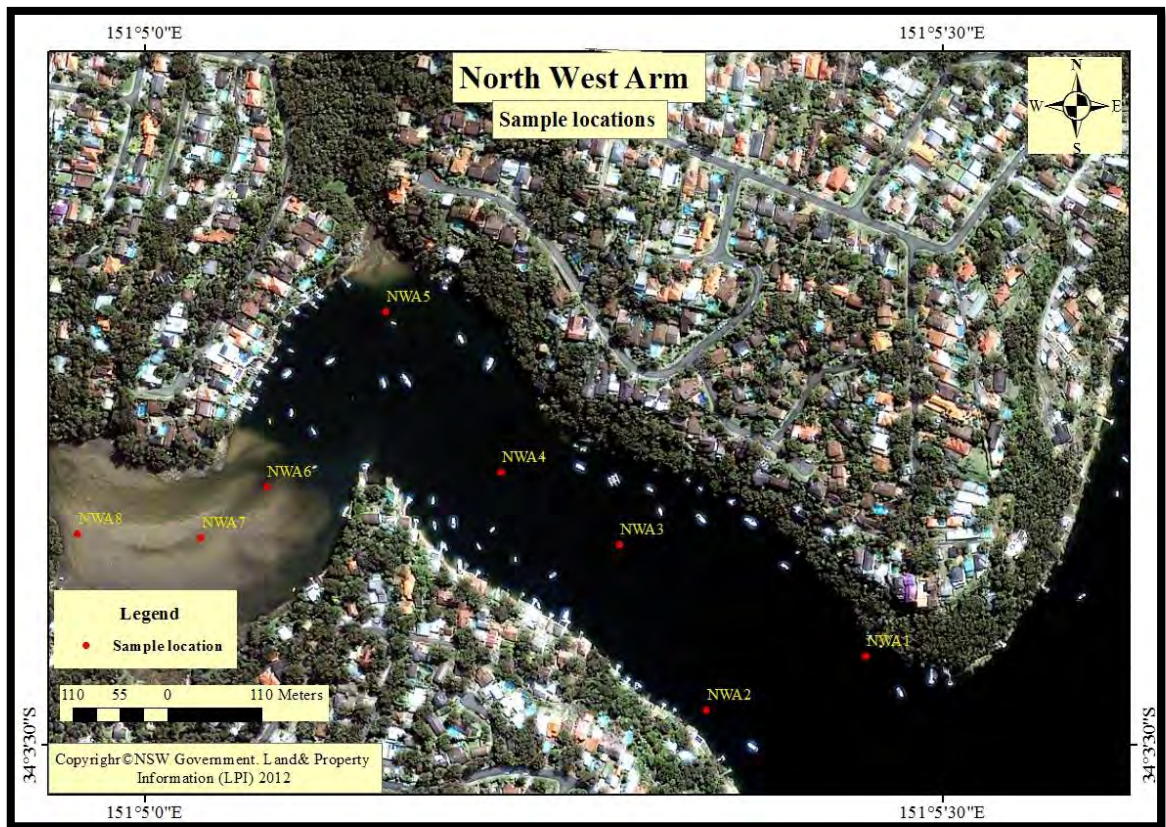 151°5'0"E
151°5'30"E
North West Arm
Sample locations
N
W
E
S
NWA5
NWA4
NWA6
NWA8
NWA7
NWA3
Legend
Sample location
NWA1
110 55 0 110 Meters
NWA2
34°3'30"S
34°3'30"S
Copyrighr©NSW Government. Land& Property
Information (LPI) 2012
151°5'0"E
151°5'30"E